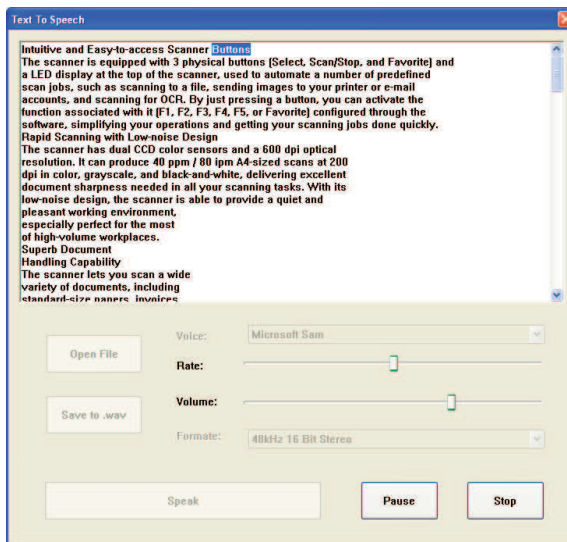 Text To Speech
Intuitive and Easy-to-access Scanner Buttons
The scanner is equipped with 3 physical buttons (Select, Scan/Stop, and Favorite) and
a LED display at the top of the scanner, used to automate a number of predefined
scan jobs, such as scanning to a file, sending images to your printer or e-mail
accounts, and scanning for OCR. By just pressing a button, you can activate the
function associated with it (F1, F2, F3, F4, F5, or Favorite) configured through the
software, simplifying your operations and getting your scanning jobs done quickly.
Rapid Scanning with Low-noise Design
The scanner has dual CCD color sensors and a 600 dpi optical
resolution. It can produce 40 ppm / 80 ipm A4-sized scans at 200
dpi in color, grayscale, and black-and-white, delivering excellent
document sharpness needed in all your scanning tasks. With its
low-noise design, the scanner is able to provide a quiet and
pleasant working environment,
especially perfect for the most
of high-volume workplaces.
Superb Document
Handling Capability
The scanner lets you scan a wide
variety of documents, including
standard-size papers, invoices
Voice:
Microsoft Sam
Open File
Rate:
Volume:
Save to .wav
Formate:
48kHz 16 Bit Stereo
Speak
Pause
Stop